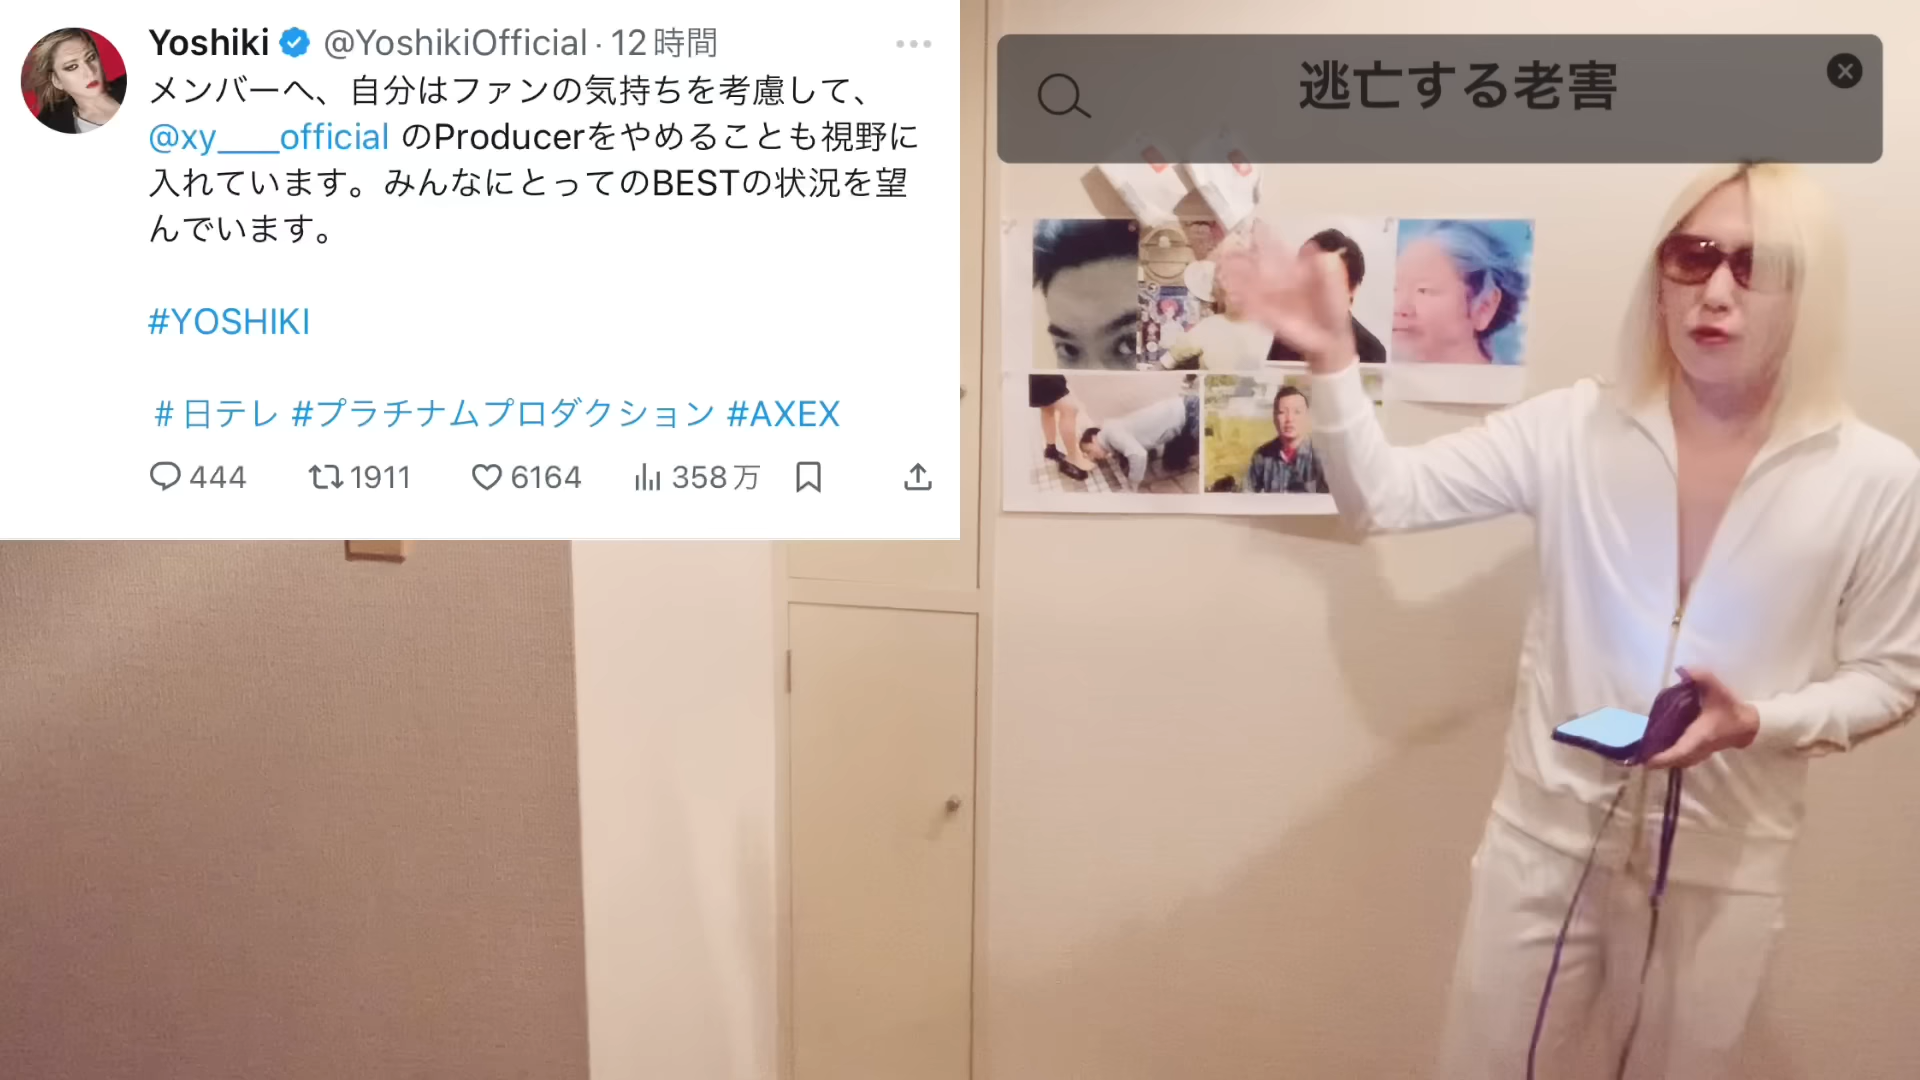 Yoshiki @YoshikiOfficial · 12時間
メンバーへ、自分はファンの気持ちを考慮して、
@xy____official のProducerをやめることも視野に
入れています。みんなにとってのBESTの状況を望
んでいます。
#YOSHIKI
#日テレ #プラチナムプロダクション #AXEX
444 1911 6164 358万
逃亡する老害